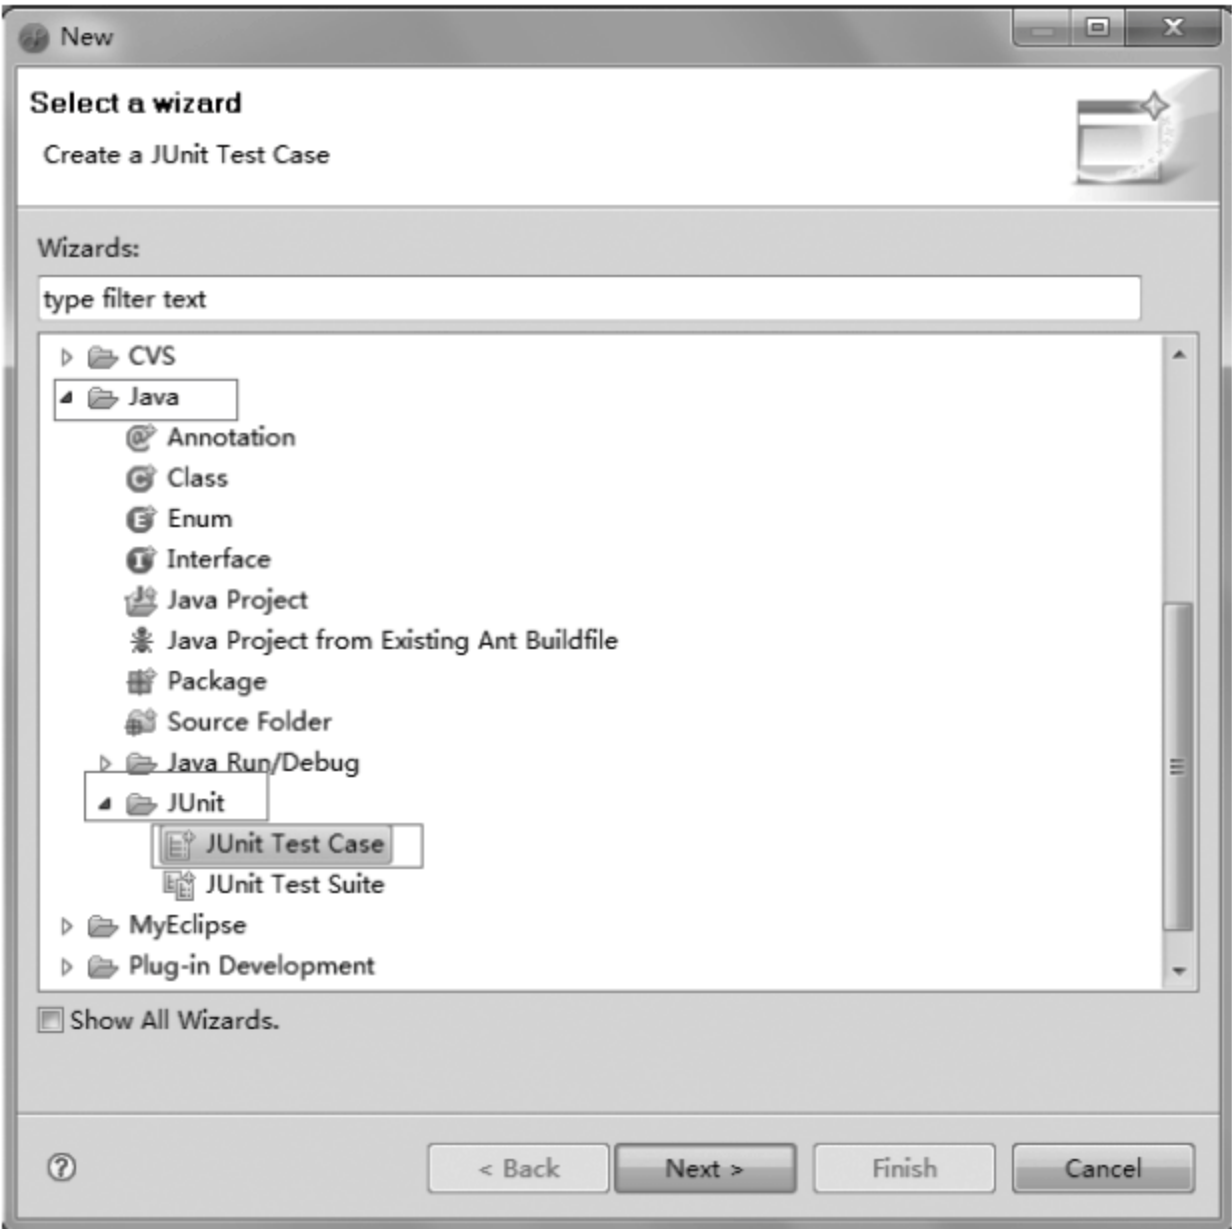 New
Select a wizard
Create a JUnit Test Case
Wizards:
type filter text
CVS
Java
Annotation
Class
Enum
Interface
Java Project
Java Project from Existing Ant Buildfile
Package
Source Folder
Java Run/Debug
JUnit
JUnit Test Case
JUnit Test Suite
MyEclipse
Plug-in Development
Show All Wizards.
< Back Next > Finish Cancel